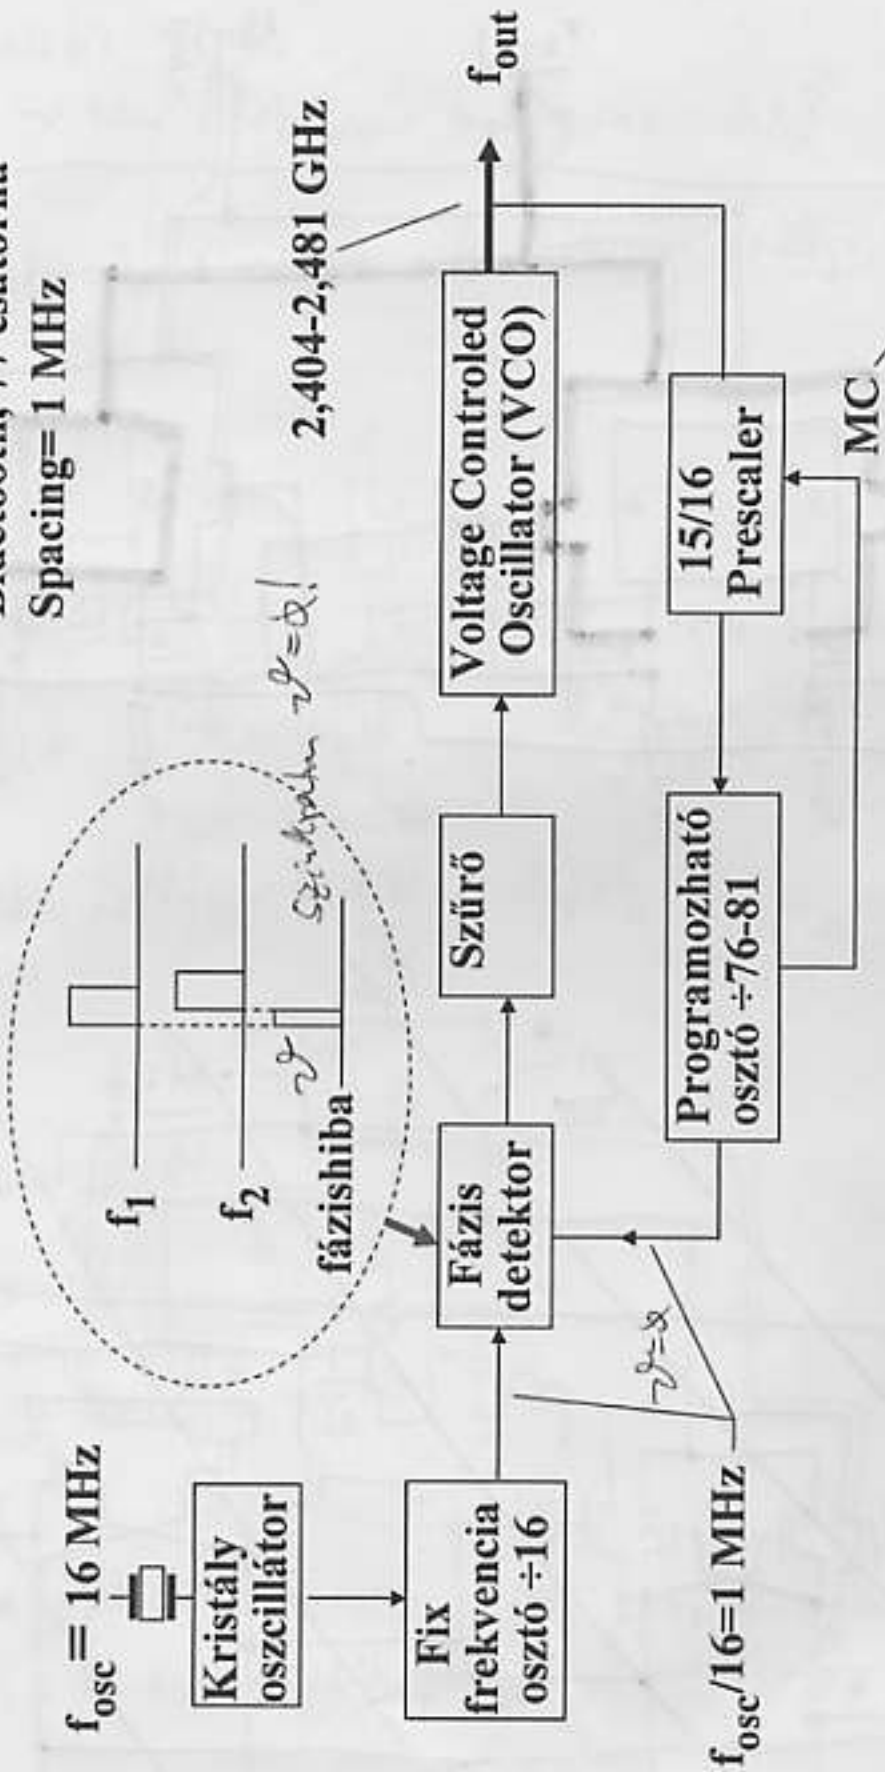 Spacing= 1 MHz
f_osc = 16 MHz
Kristály
oszcillátor
Fix
frekvencia
osztó ÷16
f_osc/16=1 MHz
f₁
f₂
ϑ
fázishiba
ϑ=0!
Fázis
detektor
ϑ=0
Szűrő
Voltage Controled
Oscillator (VCO)
2,404-2,481 GHz
f_out
15/16
Prescaler
Programozható
osztó ÷76-81
MC